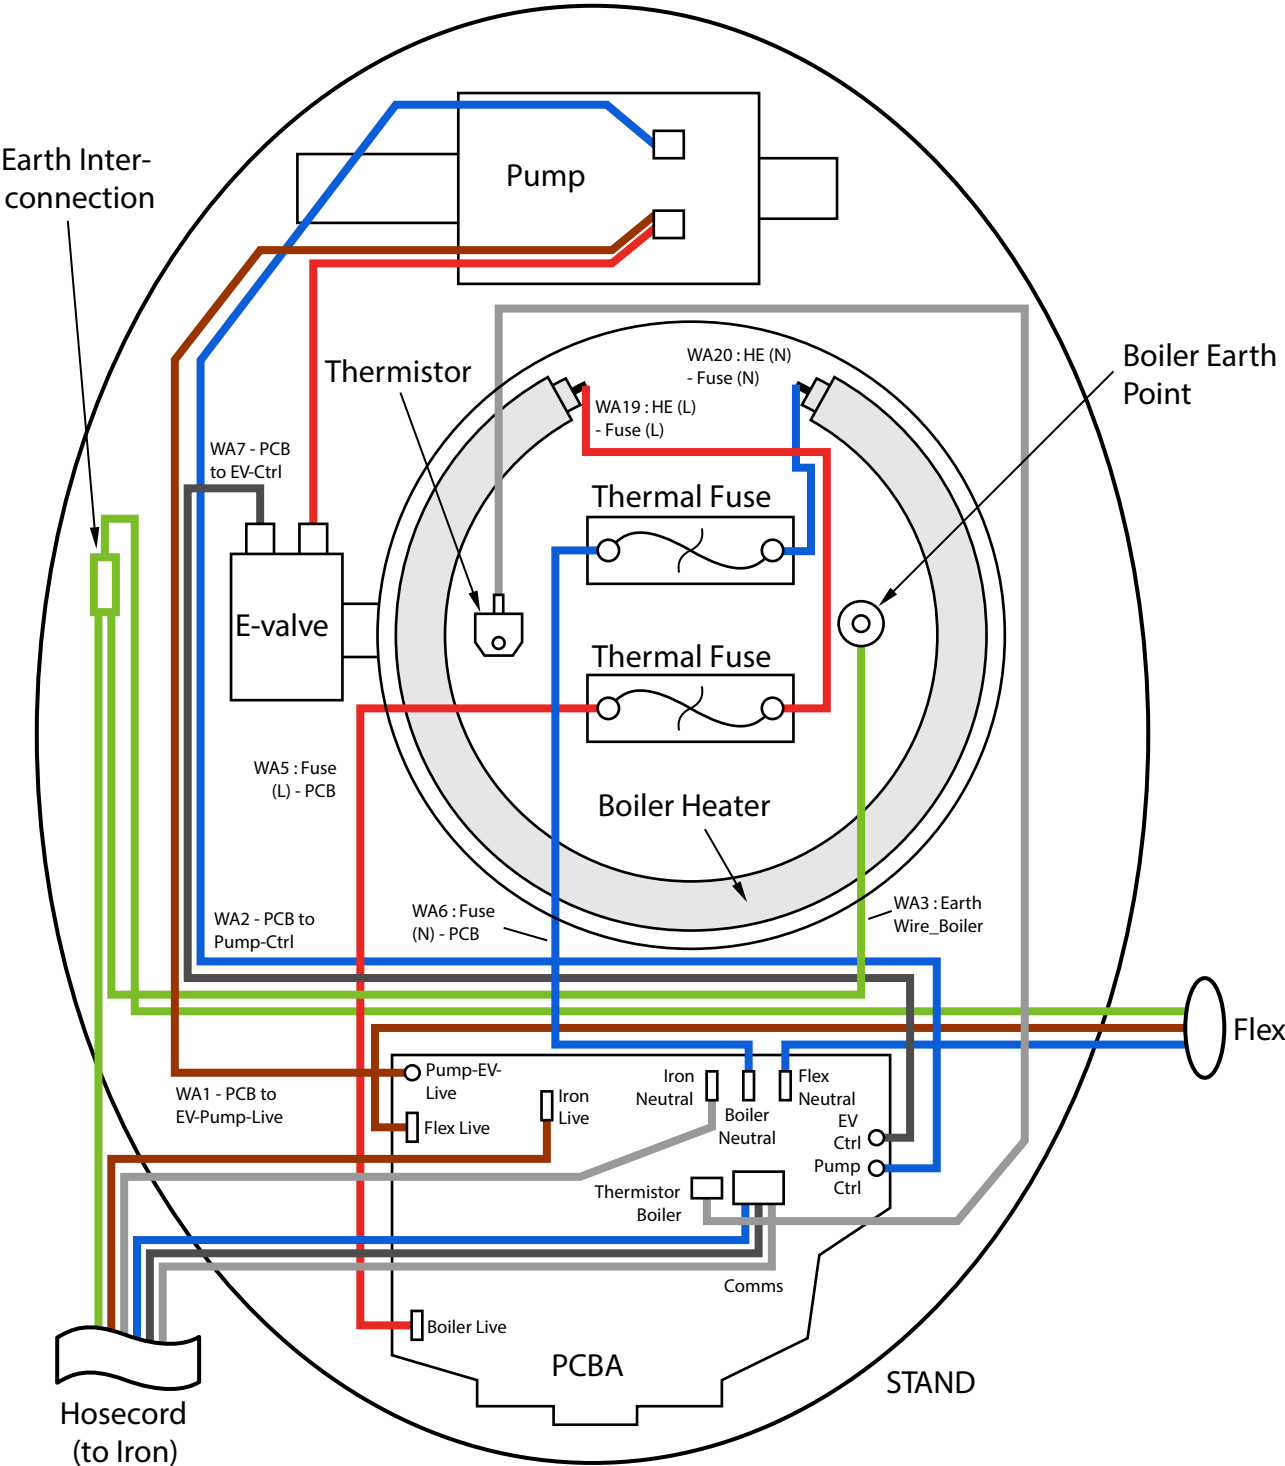 Pump
Earth Inter-
connection
Thermistor
WA20 : HE (N)
- Fuse (N)
Boiler Earth
Point
WA19 : HE (L)
- Fuse (L)
WA7 - PCB
to EV-Ctrl
Thermal Fuse
E-valve
Thermal Fuse
WA5 : Fuse
(L) - PCB
Boiler Heater
WA6 : Fuse
(N) - PCB
WA3 : Earth
Wire_Boiler
WA2 - PCB to
Pump-Ctrl
Flex
WA1 - PCB to
EV-Pump-Live
Pump-EV-
Live
Flex Live
Iron
Live
Iron
Neutral
Boiler
Neutral
Flex
Neutral
EV
Ctrl
Pump
Ctrl
Thermistor
Boiler
Comms
Boiler Live
PCBA
STAND
Hosecord
(to Iron)